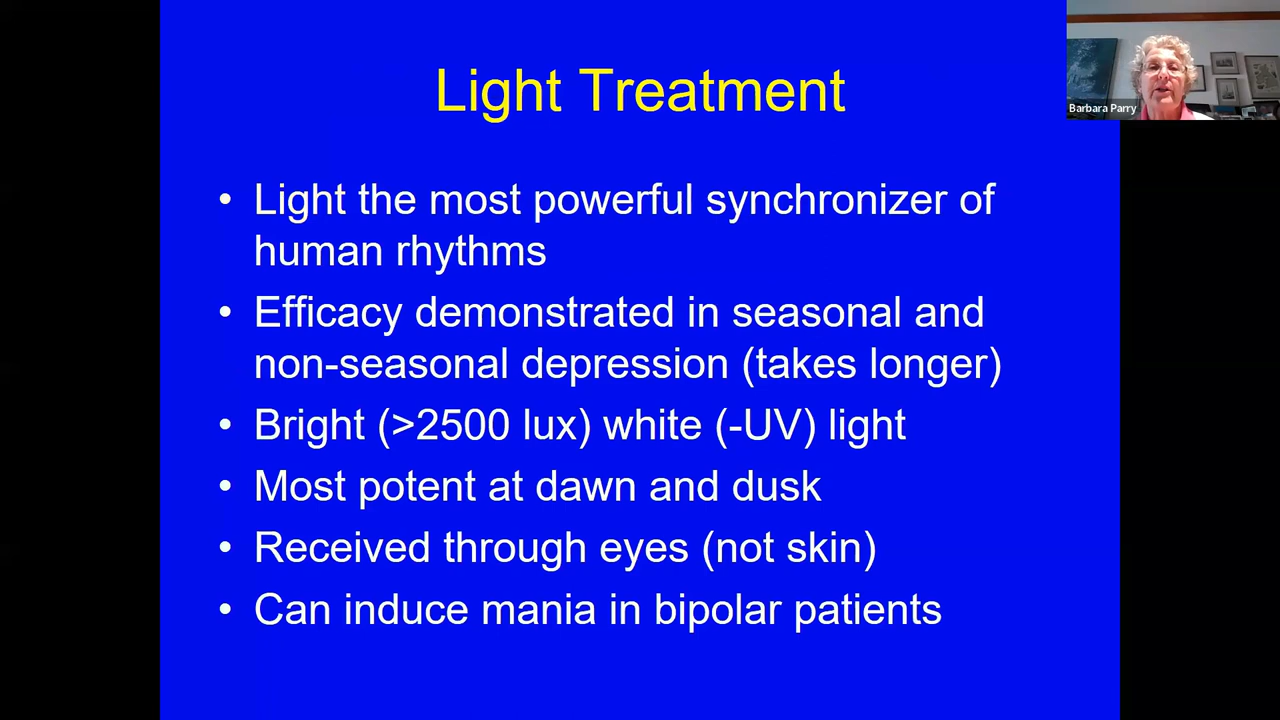 Light Treatment
Barbara Parry
• Light the most powerful synchronizer of
human rhythms
• Efficacy demonstrated in seasonal and
non-seasonal depression (takes longer)
• Bright (>2500 lux) white (-UV) light
• Most potent at dawn and dusk
• Received through eyes (not skin)
• Can induce mania in bipolar patients